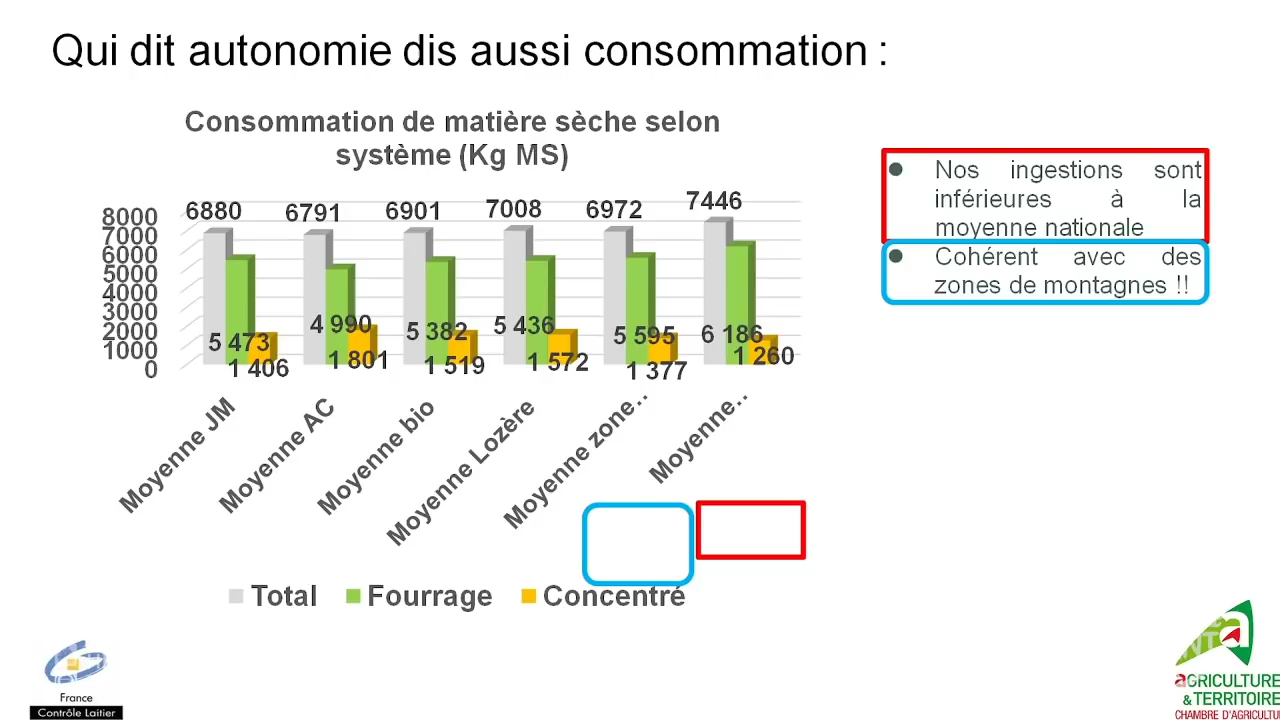 Qui dit autonomie dis aussi consommation :
Consommation de matière sèche selon
système (Kg MS)
8000
7000
6000
5000
4000
3000
2000
1000
0
6880
6791
6901
7008
6972
7446
5 473
4 990
5 382
5 436
5 595
6 186
1 406
1 801
1 519
1 572
1 377
1 260
Moyenne JM
Moyenne AC
Moyenne bio
Moyenne Lozère
Moyenne zone..
Moyenne..
Total
Fourrage
Concentré
● Nos ingestions sont
inférieures à la
moyenne nationale
● Cohérent avec des
zones de montagnes !!
France
Contrôle Laitier
AGRICULTURE
& TERRITOIRE
CHAMBRE D'AGRICULTU